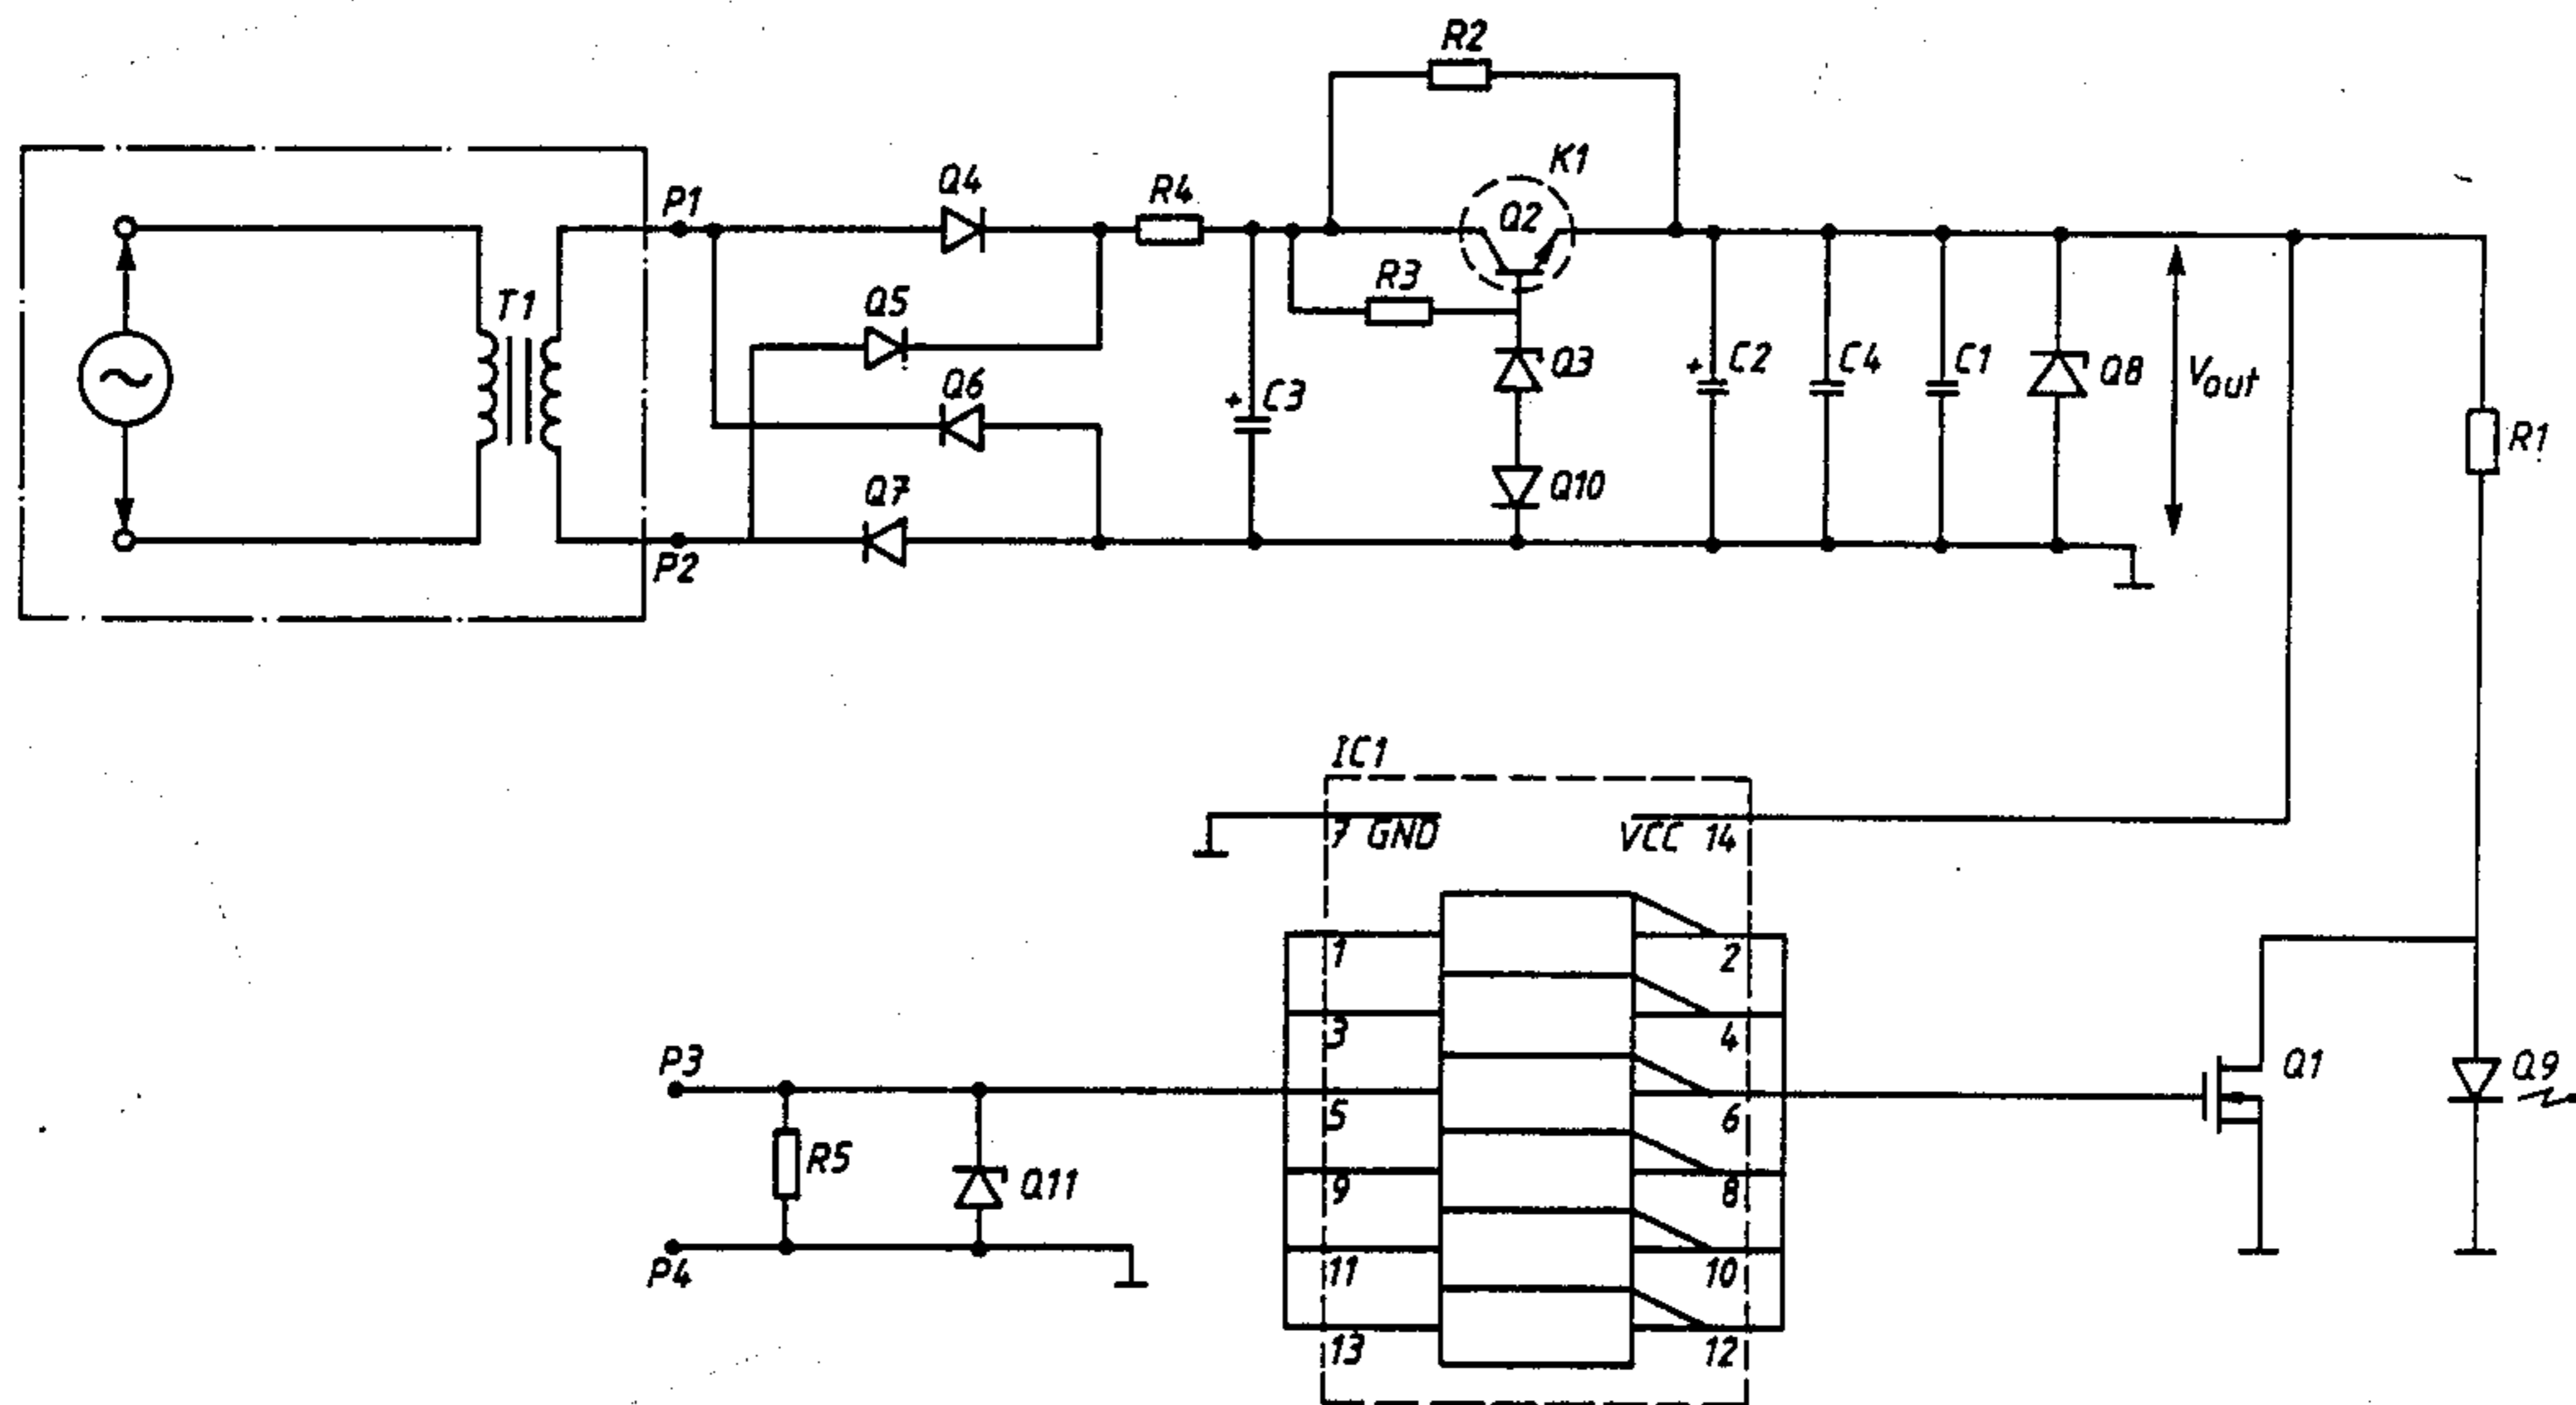 R2
K1
Q4
R4
P1
Q2
T1
Q5
R3
Q6
C3
Q3
C2
C4
C1
Q8
Vout
R1
Q7
Q10
P2
IC1
7 GND
VCC 14
1
2
3
4
P3
5
6
Q1
Q9
R5
Q11
9
8
P4
11
10
13
12
+
+
~